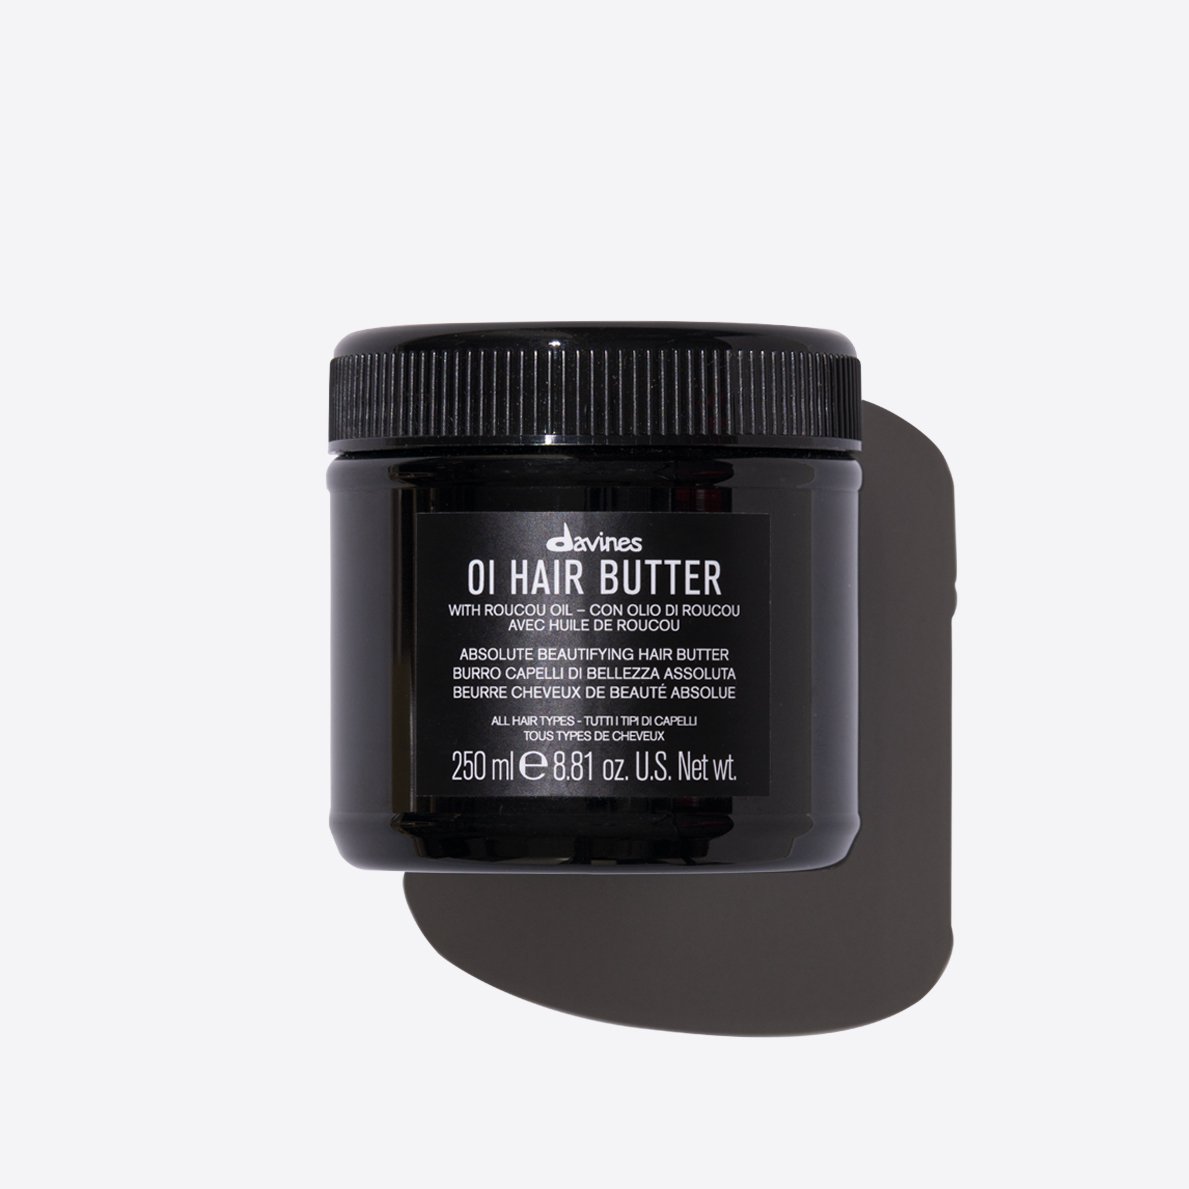 davines
OI HAIR BUTTER
WITH ROUCOU OIL – CON OLIO DI ROUCOU
AVEC HUILE DE ROUCOU
ABSOLUTE BEAUTIFYING HAIR BUTTER
BURRO CAPELLI DI BELLEZZA ASSOLUTA
BEURRE CHEVEUX DE BEAUTÉ ABSOLUE
ALL HAIR TYPES - TUTTI I TIPI DI CAPELLI
TOUS TYPES DE CHEVEUX
250 ml ℮ 8.81 oz. U.S. Net wt.